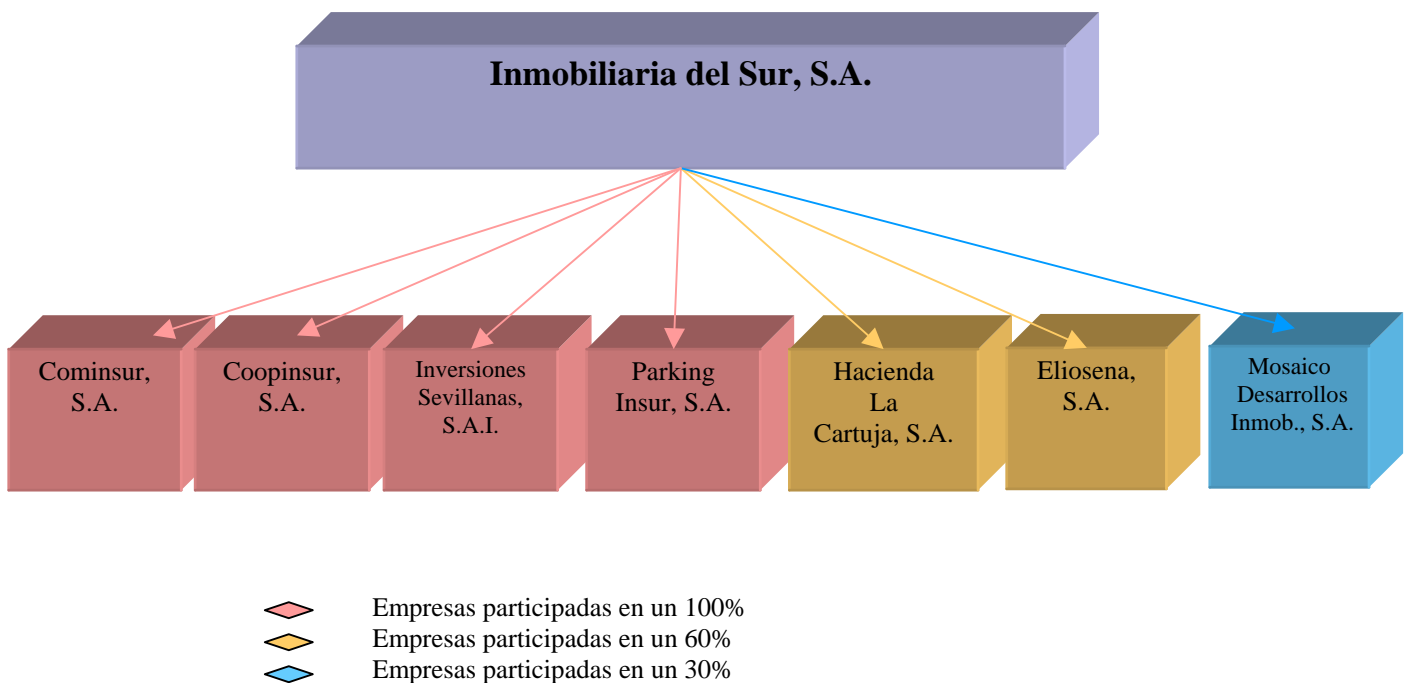 Inmobiliaria del Sur, S.A.
Cominsur,
S.A.
Coopinsur,
S.A.
Inversiones
Sevillanas,
S.A.I.
Parking
Insur, S.A.
Hacienda
La
Cartuja, S.A.
Eliosena,
S.A.
Mosaico
Desarrollos
Inmob., S.A.
Empresas participadas en un 100%
Empresas participadas en un 60%
Empresas participadas en un 30%